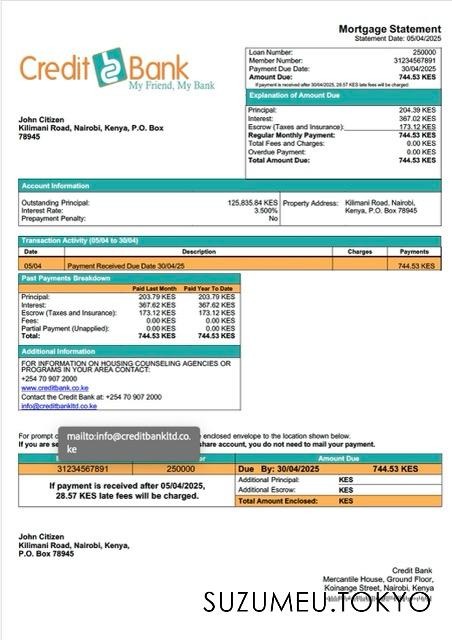 Mortgage Statement
Statement Date: 05/04/2025
Credit Bank
My Friend, My Bank
Loan Number: 250000
Member Number: 31234567891
Payment Due Date: 30/04/2025
Amount Due: 744.53 KES
If payment is received after 30/04/2025, 28.57 KES late fees will be charged
Explanation of Amount Due
Principal: 204.39 KES
Interest: 367.02 KES
Escrow (Taxes and Insurance): 173.12 KES
Regular Monthly Payment: 744.53 KES
Total Fees and Charges: 0.00 KES
Overdue Payment: 0.00 KES
Total Amount Due: 744.53 KES
John Citizen
Kilimani Road, Nairobi, Kenya, P.O. Box
78945
Account Information
Outstanding Principal: 125,835.84 KES Property Address: Kilimani Road, Nairobi,
Interest Rate: 3.500% Kenya, P.O. Box 78945
Prepayment Penalty: No
Transaction Activity (05/04 to 30/04)
Date Description Charges Payments
05/04 Payment Received Due Date 30/04/25 744.53 KES
Past Payments Breakdown
Paid Last Month Paid Year To Date
Principal: 203.79 KES 203.79 KES
Interest: 367.62 KES 367.62 KES
Escrow (Taxes and Insurance): 173.12 KES 173.12 KES
Fees: 0.00 KES 0.00 KES
Partial Payment (Unapplied): 0.00 KES 0.00 KES
Total: 744.53 KES 744.53 KES
Additional Information
FOR INFORMATION ON HOUSING COUNSELING AGENCIES OR
PROGRAMS IN YOUR AREA CONTACT:
+254 70 907 2000
www.creditbank.co.ke
Contact the Credit Bank at: +254 70 907 2000
info@creditbankltd.co.ke
mailto:info@creditbankltd.co.
ke
For prompt enclosed envelope to the location shown below.
If you are share account, you do not need to mail your payment.
Amount Due
31234567891 250000 Due By: 30/04/2025 744.53 KES
If payment is received after 05/04/2025,
28.57 KES late fees will be charged.
Additional Principal: KES
Additional Escrow: KES
Total Amount Enclosed: KES
John Citizen
Kilimani Road, Nairobi, Kenya,
P.O. Box 78945
Credit Bank
Mercantile House, Ground Floor,
Koinange Street, Nairobi, Kenya
SUZUMEU.TOKYO